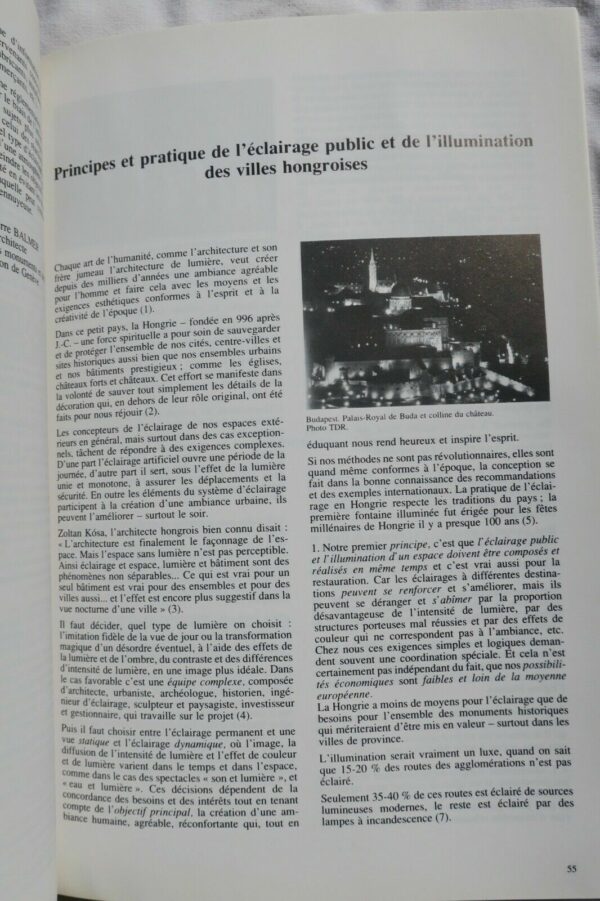 e d'infor
ervenants
fabric
merçan
ne région
r le bi
sujets
celui
el type d'
une auto
eindre les
té en évi
aquelle pour
ennuyeuse.
rre BALMER
rchitecte
s monuments
on de Genève
Principes et pratique de l'éclairage public et de l'illumination
des villes hongroises
Chaque art de l'humanité, comme l'architecture et son
frère jumeau l'architecture de lumière, veut créer
depuis des milliers d'années une ambiance agréable
pour l'homme et faire cela avec les moyens et les
exigences esthétiques conformes à l'esprit et à la
créativité de l'époque (1).
Dans ce petit pays, la Hongrie – fondée en 996 après
J.-C. – une force spirituelle a pour soin de sauvegarder
et de protéger l'ensemble de nos cités, centre-villes et
sites historiques aussi bien que nos ensembles urbains
et nos bâtiments prestigieux ; comme les églises,
châteaux forts et châteaux. Cet effort se manifeste dans
la volonté de sauver tout simplement les détails de la
décoration qui, en dehors de leur rôle original, ont été
faits pour nous réjouir (2).
Les concepteurs de l'éclairage de nos espaces exté-
rieurs en général, mais surtout dans des cas exception-
nels, tâchent de répondre à des exigences complexes.
D'une part l'éclairage artificiel ouvre une période de la
journée, d'autre part il sert, sous l'effet de la lumière
unie et monotone, à assurer les déplacements et la
sécurité. En outre les éléments du système d'éclairage
participent à la création d'une ambiance urbaine, ils
peuvent l'améliorer – surtout le soir.
Zoltan Kósa, l'architecte hongrois bien connu disait :
« L'architecture est finalement le façonnage de l'es-
pace. Mais l'espace sans lumière n'est pas perceptible.
Ainsi éclairage et espace, lumière et bâtiment sont des
phénomènes non séparables... Ce qui est vrai pour un
seul bâtiment est vrai pour des ensembles et pour des
villes aussi... et l'effet est encore plus suggestif dans la
vue nocturne d'une ville » (3).
Il faut décider, quel type de lumière on choisit :
l'imitation fidèle de la vue de jour ou la transformation
magique d'un désordre éventuel, à l'aide des effets de
la lumière et de l'ombre, du contraste et des différences
d'intensité de lumière, en une image plus idéale. Dans
le cas favorable c'est une équipe complexe, composée
d'architecte, urbaniste, archéologue, historien, ingé-
nieur d'éclairage, sculpteur et paysagiste, investisseur
et gestionnaire, qui travaille sur le projet (4).
Puis il faut choisir entre l'éclairage permanent et une
vue statique et l'éclairage dynamique, où l'image, la
diffusion de l'intensité de lumière et l'effet de couleur
et de lumière varient dans le temps et dans l'espace,
comme dans le cas des spectacles « son et lumière », et
« eau et lumière ». Ces décisions dépendent de la
concordance des besoins et des intérêts tout en tenant
compte de l'objectif principal, la création d'une am-
biance humaine, agréable, réconfortante qui, tout en
Budapest. Palais-Royal de Buda et colline du château.
Photo TDR.
éduquant nous rend heureux et inspire l'esprit.
Si nos méthodes ne sont pas révolutionnaires, elles sont
quand même conformes à l'époque, la conception se
fait dans la bonne connaissance des recommandations
et des exemples internationaux. La pratique de l'éclai-
rage en Hongrie respecte les traditions du pays ; la
première fontaine illuminée fut érigée pour les fêtes
millénaires de Hongrie il y a presque 100 ans (5).
1. Notre premier principe, c'est que l'éclairage public
et l'illumination d'un espace doivent être composés et
réalisés en même temps et c'est vrai aussi pour la
restauration. Car les éclairages à différentes destina-
tions peuvent se renforcer et s'améliorer, mais ils
peuvent se déranger et s'abîmer par la proportion
désavantageuse de l'intensité de lumière, par des
structures porteuses mal réussies et par des effets de
couleur qui ne correspondent pas à l'ambiance, etc.
Chez nous ces exigences simples et logiques deman-
dent souvent une coordination spéciale. Et cela n'est
certainement pas indépendant du fait, que nos possibili-
tés économiques sont faibles et loin de la moyenne
européenne.
La Hongrie a moins de moyens pour l'éclairage que de
besoins pour l'ensemble des monuments historiques
qui mériteraient d'être mis en valeur – surtout dans les
villes de province.
L'illumination serait vraiment un luxe, quand on sait
que 15-20 % des routes des agglomérations n'est pas
éclairé.
Seulement 35-40 % de ces routes est éclairé de sources
lumineuses modernes, le reste est éclairé par des
lampes à incandescence (7).
55